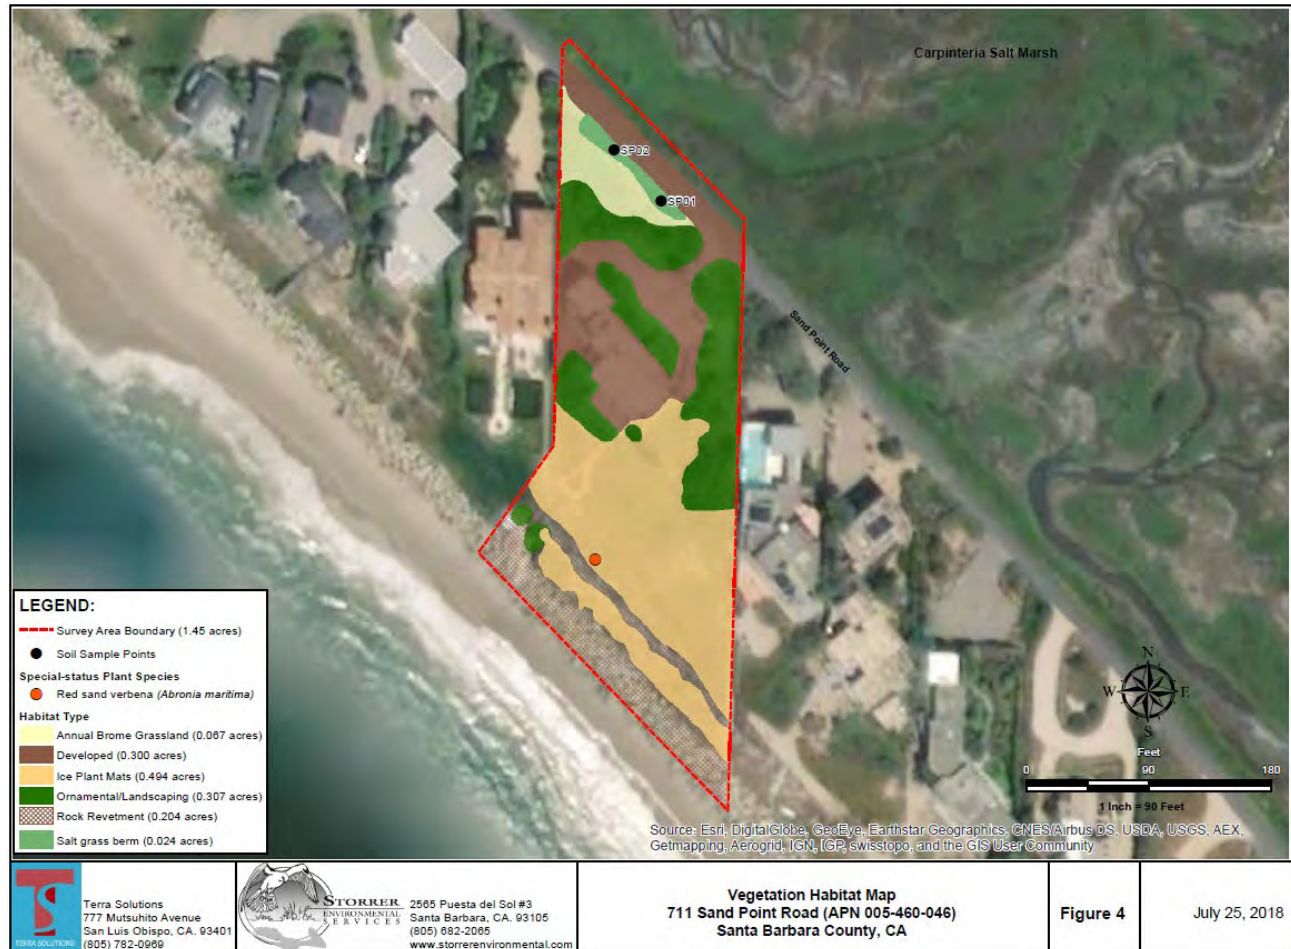 Carpinteria Salt Marsh
SP02
SP01
Sand Point Road
LEGEND:
Survey Area Boundary (1.45 acres)
Soil Sample Points
Special-status Plant Species
Red sand verbena (Abronia maritima)
Habitat Type
Annual Brome Grassland (0.067 acres)
Developed (0.300 acres)
Ice Plant Mats (0.494 acres)
Ornamental/Landscaping (0.307 acres)
Rock Revetment (0.204 acres)
Salt grass berm (0.024 acres)
N
W E
S
Feet
0 90 180
1 Inch = 90 Feet
Source: Esri, DigitalGlobe, GeoEye, Earthstar Geographics, CNES/Airbus DS, USDA, USGS, AEX,
Getmapping, Aerogrid, IGN, IGP, swisstopo, and the GIS User Community
TS
TERRA SOLUTIONS
Terra Solutions
777 Mutsuhito Avenue
San Luis Obispo, CA. 93401
(805) 782-0969
STORRER
ENVIRONMENTAL
SERVICES
2565 Puesta del Sol #3
Santa Barbara, CA. 93105
(805) 682-2065
www.storrerenvironmental.com
Vegetation Habitat Map
711 Sand Point Road (APN 005-460-046)
Santa Barbara County, CA
Figure 4
July 25, 2018